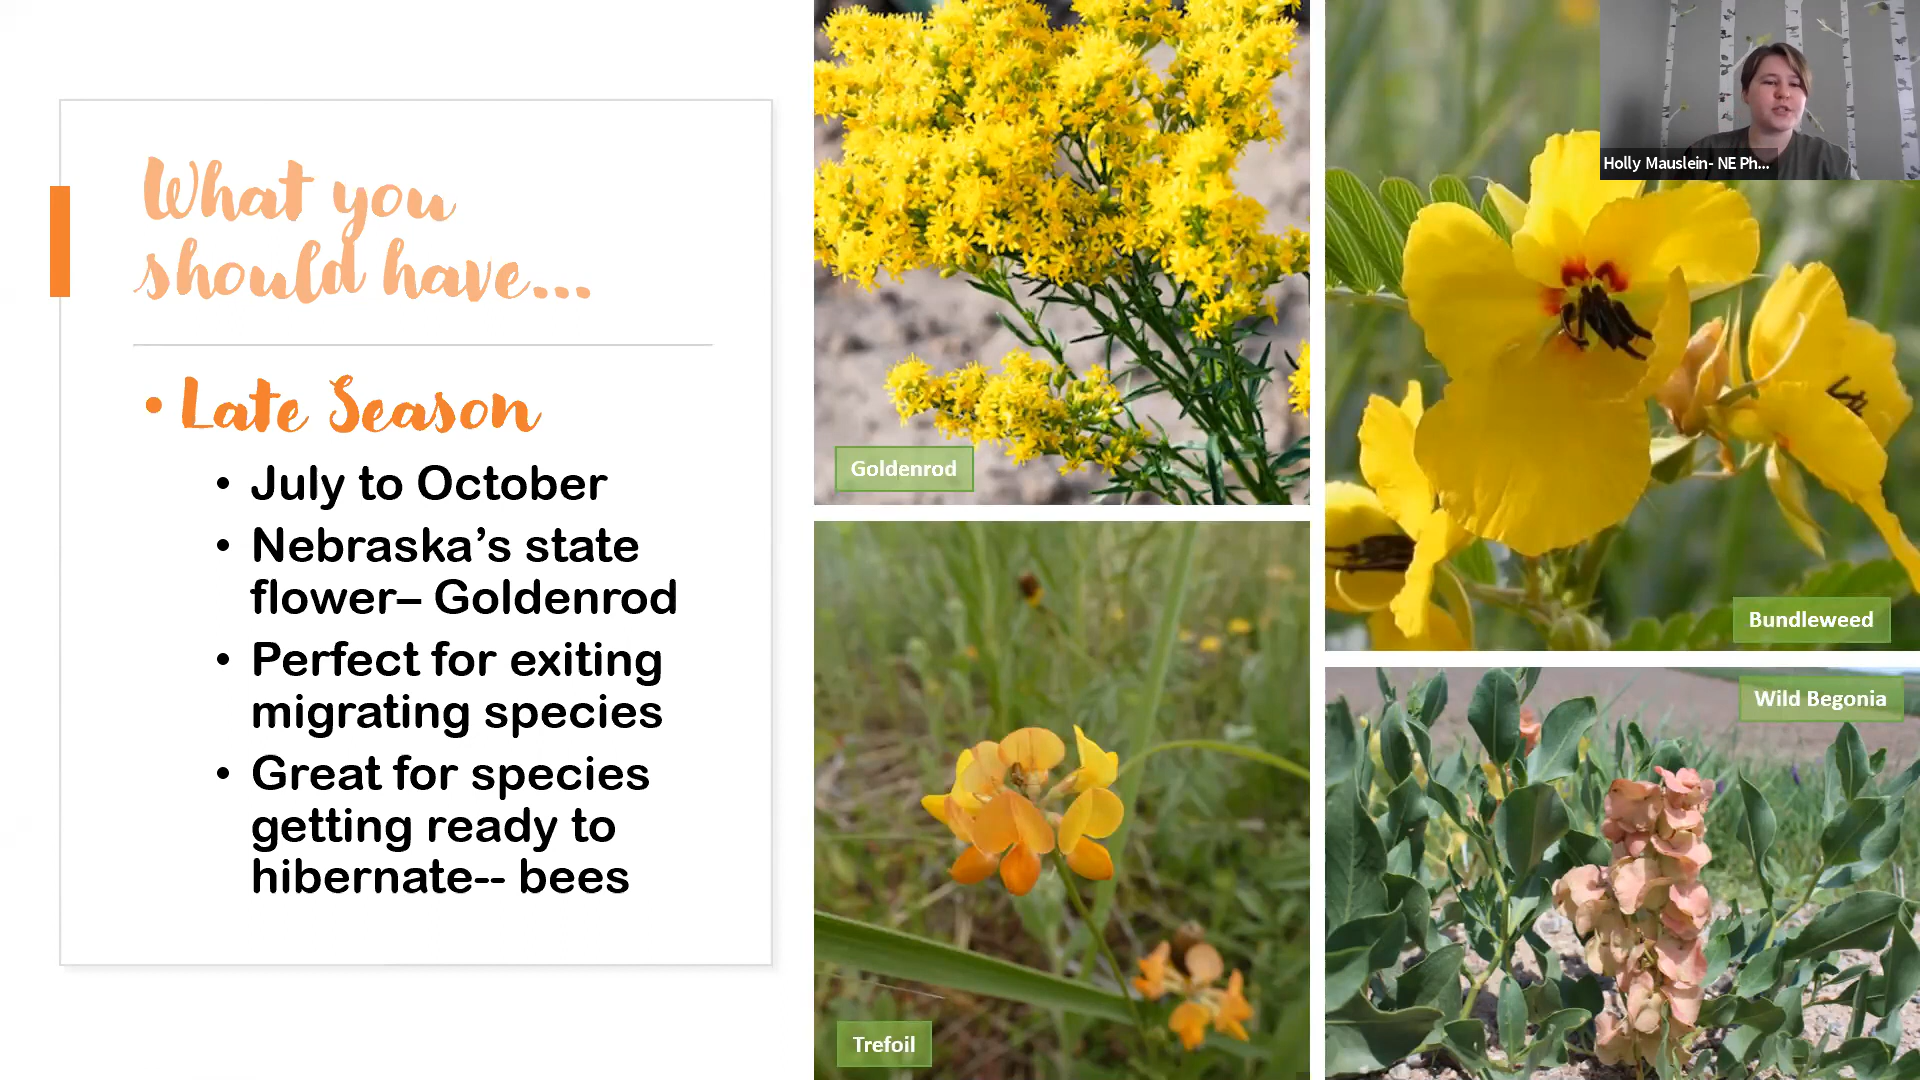 What you
should have...
• Late Season
• July to October
• Nebraska's state
flower– Goldenrod
• Perfect for exiting
migrating species
• Great for species
getting ready to
hibernate-- bees
Goldenrod
Trefoil
Holly Mauslein- NE Ph...
Bundleweed
Wild Begonia